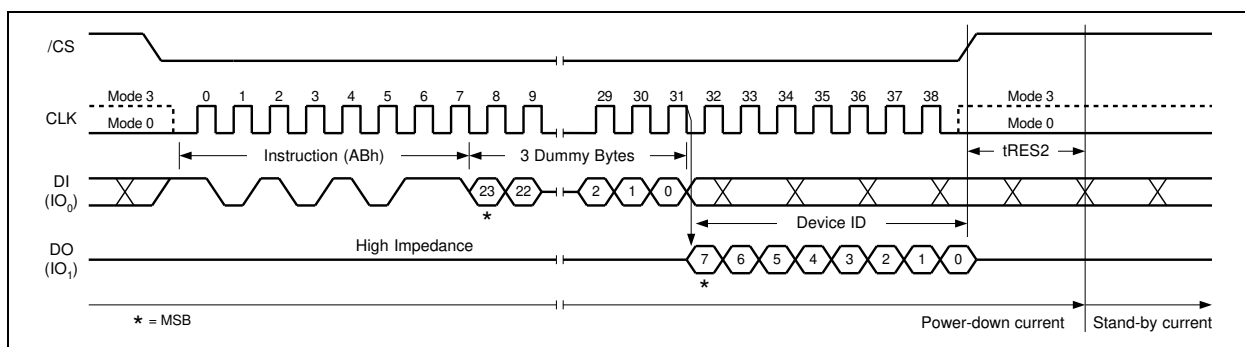 /CS
Mode 3
0 1 2 3 4 5 6 7 8 9 29 30 31 32 33 34 35 36 37 38
Mode 3
CLK
Mode 0
Mode 0
Instruction (ABh)
3 Dummy Bytes
tRES2
DI
(IO0)
23 22 2 1 0
*
Device ID
High Impedance
DO
(IO1)
7 6 5 4 3 2 1 0
*
* = MSB
Power-down current
Stand-by current